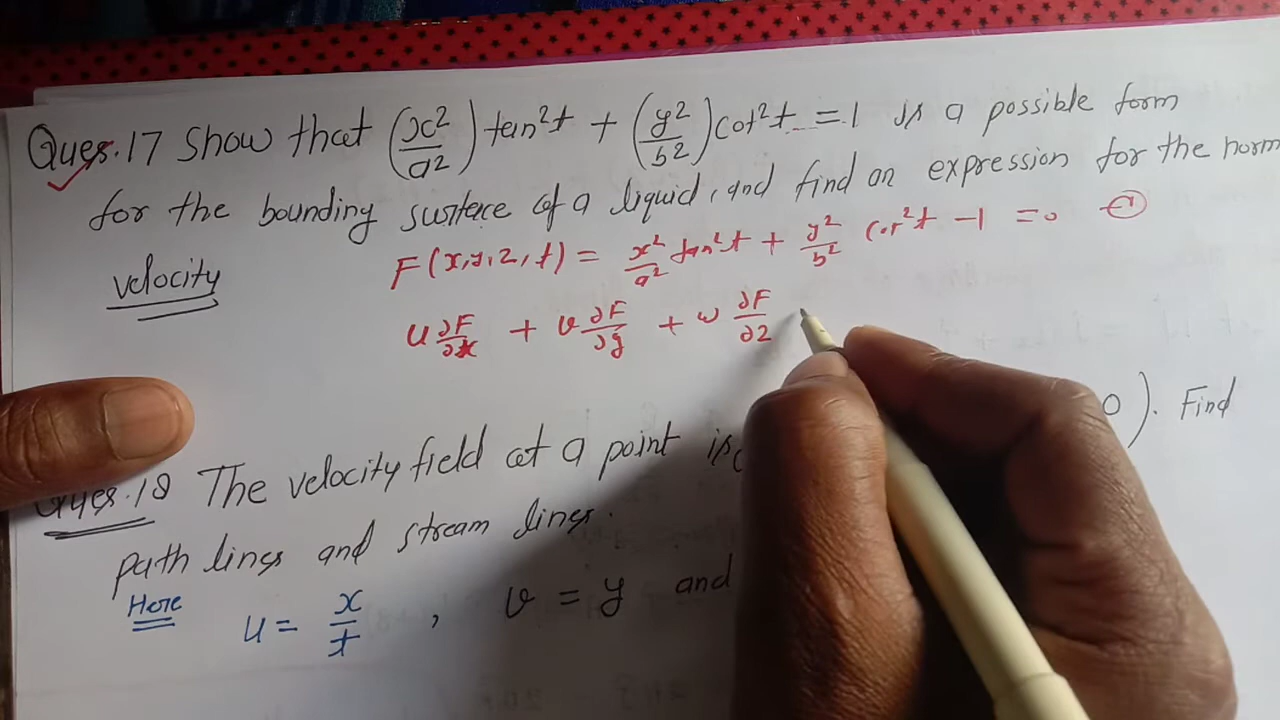 Ques.17 Show that (x²/a²) tan²t + (y²/b²) cot²t = 1 is a possible form
for the bounding surface of a liquid, and find an expression for the norm
velocity
F(x,y,z,t) = x²/a² tan²t + y²/b² cot²t - 1 = 0 ①
u ∂F/∂x + v ∂F/∂y + w ∂F/∂z
Ques.18 The velocity field at a point is 0). Find
path lines and stream lines.
Here u = x/t , v = y and